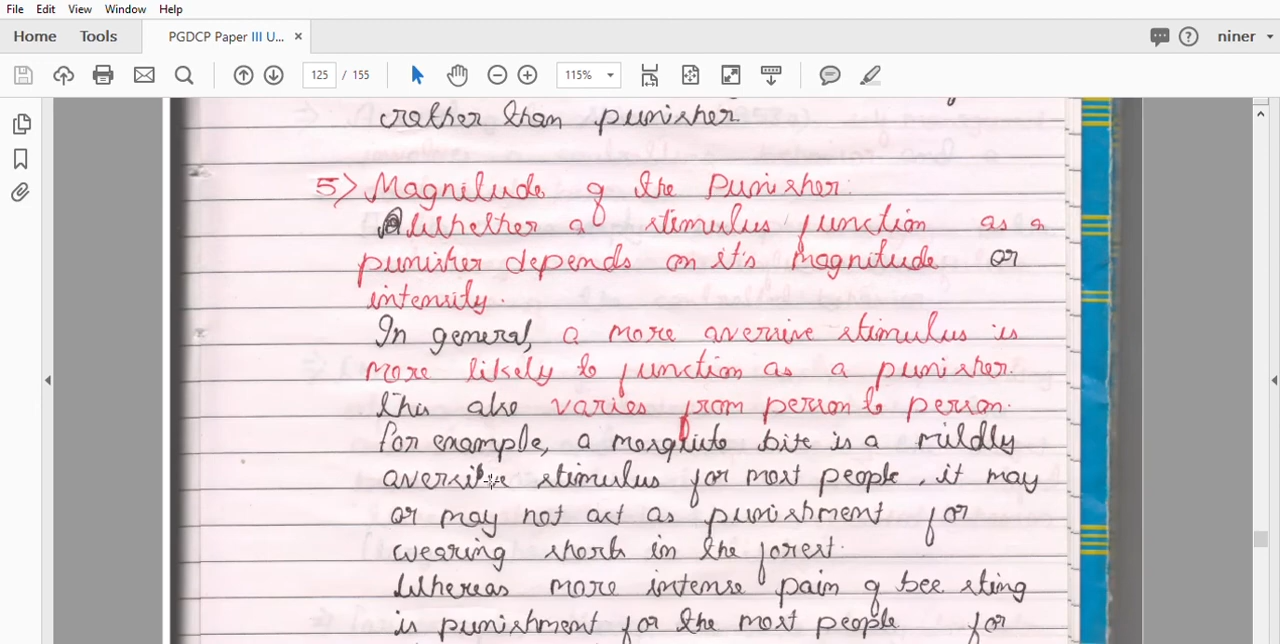 File Edit View Window Help
Home Tools PGDCP Paper III U... × niner
125 / 155 115%
rather than punisher
5> Magnitude of the Punisher:
Whether a stimulus function as a
punisher depends on it's magnitude or
intensity.
In general, a more aversive stimulus is
more likely to function as a punisher.
This also varies from person to person.
For example, a mosquito bite is a mildly
aversive stimulus for most people, it may
or may not act as punishment for
wearing shorts in the forest.
Whereas more intense pain of bee sting
is punishment for the most people for